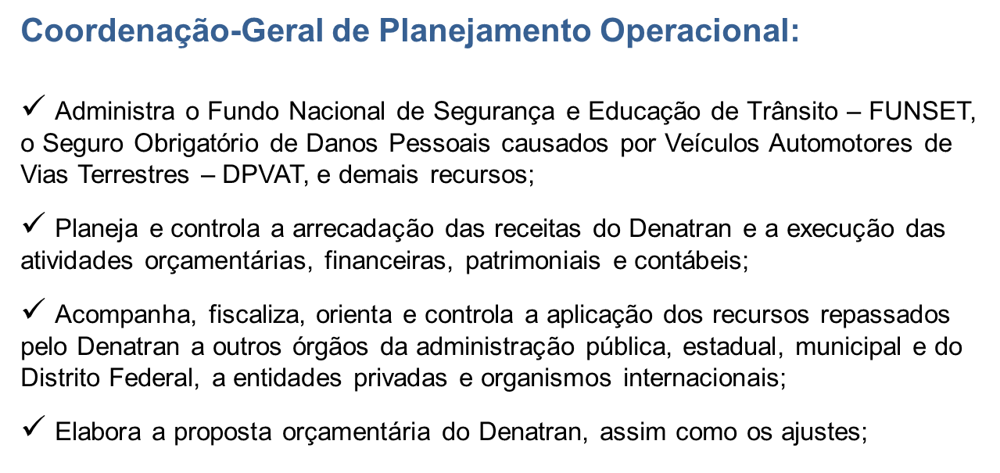 Coordenação-Geral de Planejamento Operacional:
✓ Administra o Fundo Nacional de Segurança e Educação de Trânsito – FUNSET,
o Seguro Obrigatório de Danos Pessoais causados por Veículos Automotores de
Vias Terrestres – DPVAT, e demais recursos;
✓ Planeja e controla a arrecadação das receitas do Denatran e a execução das
atividades orçamentárias, financeiras, patrimoniais e contábeis;
✓ Acompanha, fiscaliza, orienta e controla a aplicação dos recursos repassados
pelo Denatran a outros órgãos da administração pública, estadual, municipal e do
Distrito Federal, a entidades privadas e organismos internacionais;
✓ Elabora a proposta orçamentária do Denatran, assim como os ajustes;